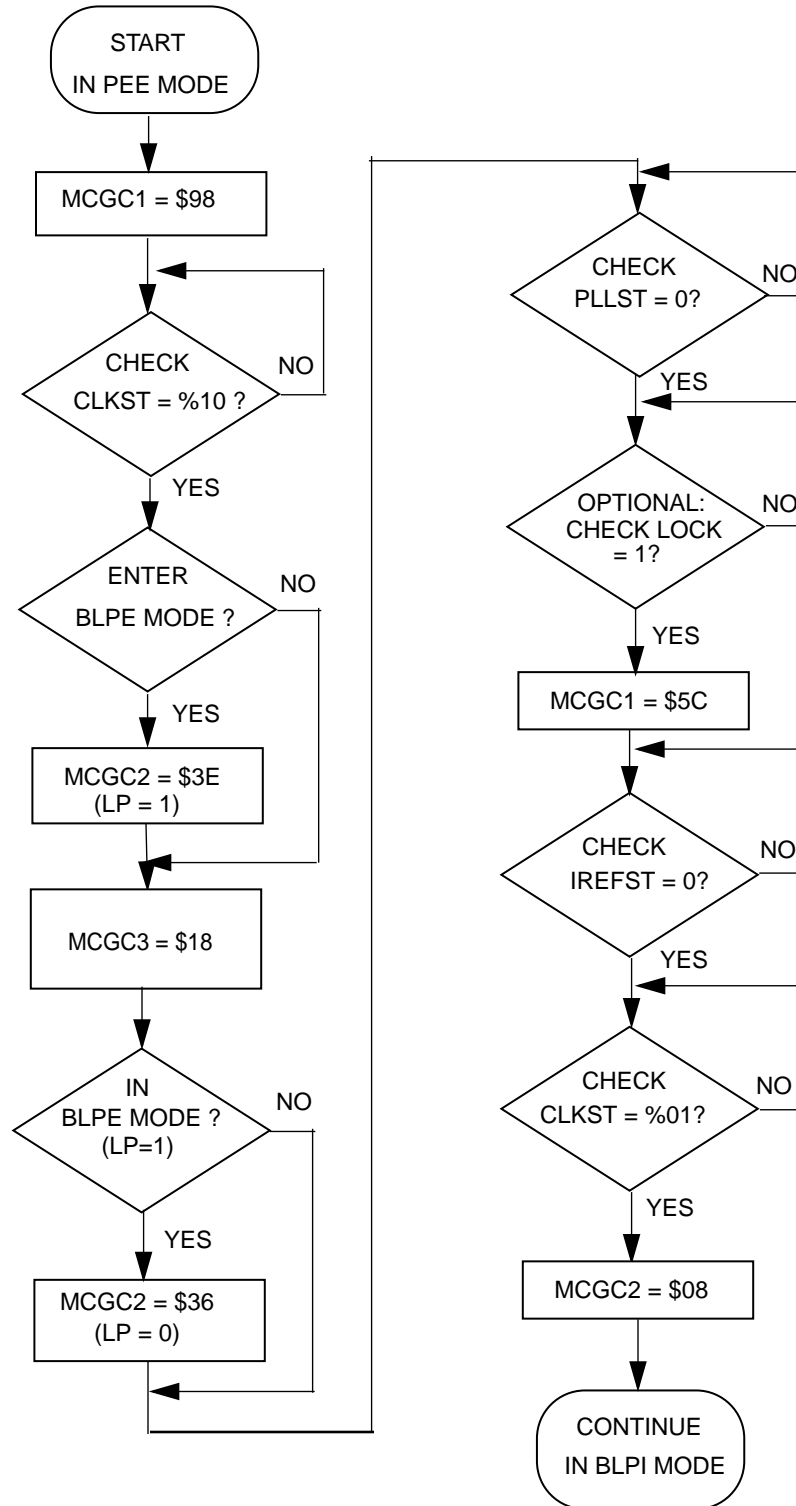 START
IN PEE MODE
MCGC1 = $98
CHECK
CLKST = %10 ?
NO
YES
ENTER
BLPE MODE ?
NO
YES
MCGC2 = $3E
(LP = 1)
MCGC3 = $18
IN
BLPE MODE ?
(LP=1)
NO
YES
MCGC2 = $36
(LP = 0)
CHECK
PLLST = 0?
NO
YES
OPTIONAL:
CHECK LOCK
= 1?
NO
YES
MCGC1 = $5C
CHECK
IREFST = 0?
NO
YES
CHECK
CLKST = %01?
NO
YES
MCGC2 = $08
CONTINUE
IN BLPI MODE